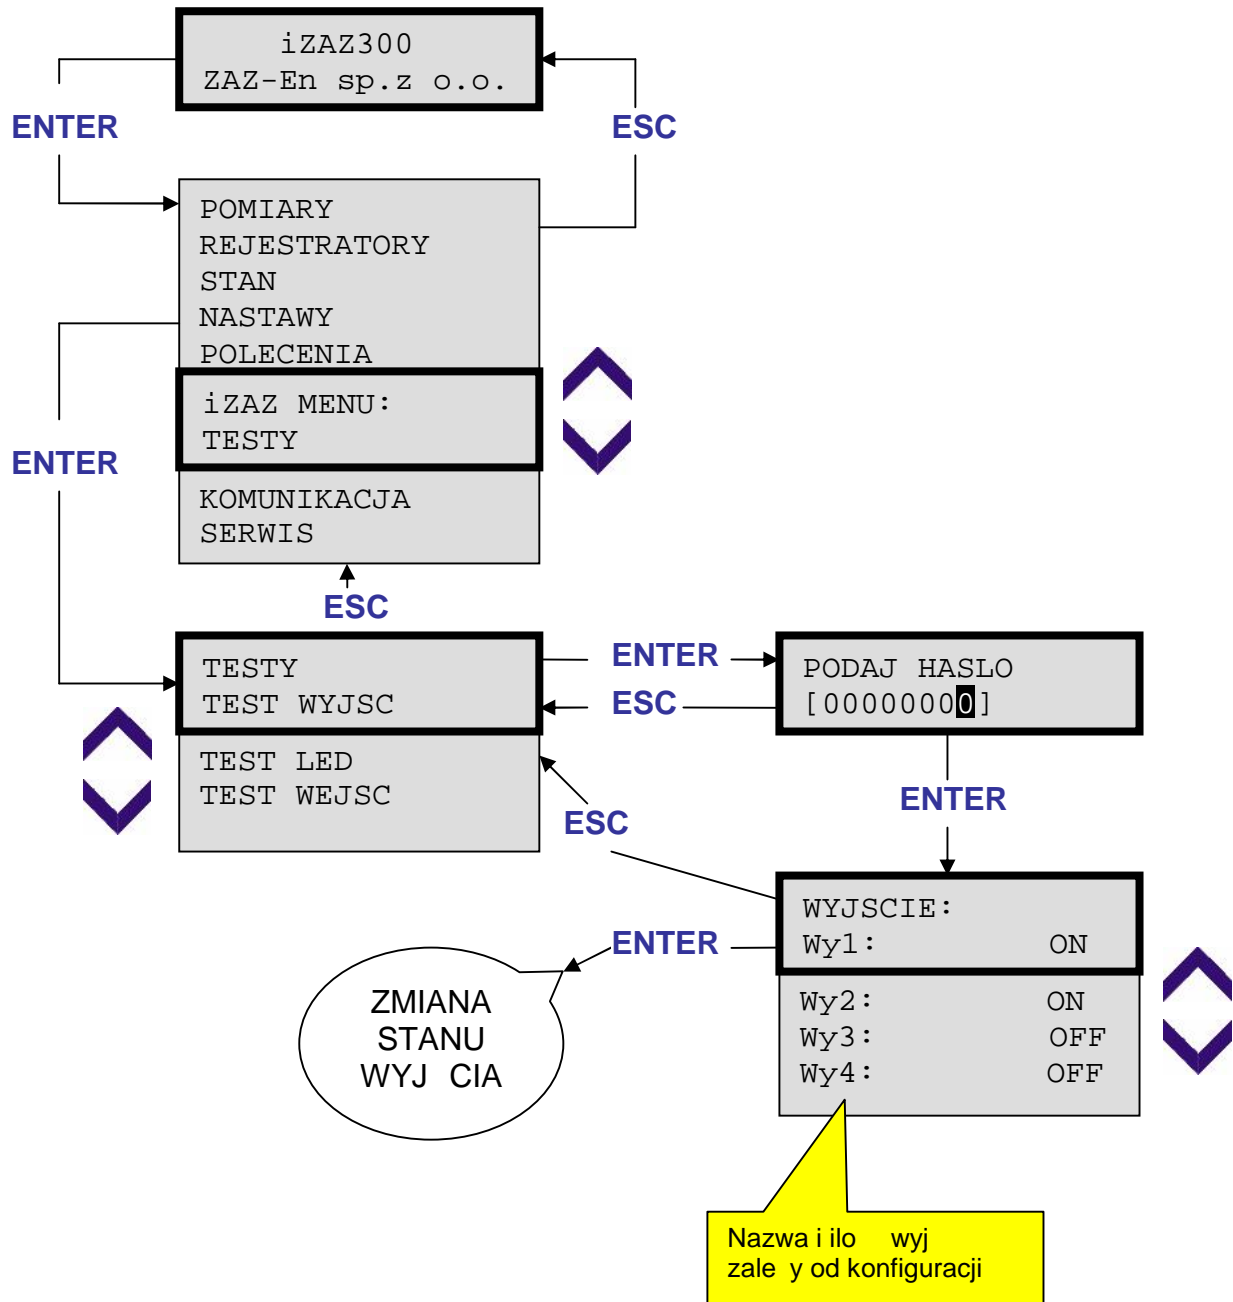 iZAZ300
ZAZ-En sp.z o.o.
ENTER
ESC
POMIARY
REJESTRATORY
STAN
NASTAWY
POLECENIA
iZAZ MENU:
TESTY
ENTER
KOMUNIKACJA
SERWIS
ESC
TESTY
TEST WYJSC
ENTER
ESC
PODAJ HASLO
[00000000]
TEST LED
TEST WEJSC
ESC
ENTER
WYJSCIE:
Wy1: ON
ENTER
ZMIANA
STANU
WYJ CIA
Wy2: ON
Wy3: OFF
Wy4: OFF
Nazwa i ilo wyj
zale y od konfiguracji